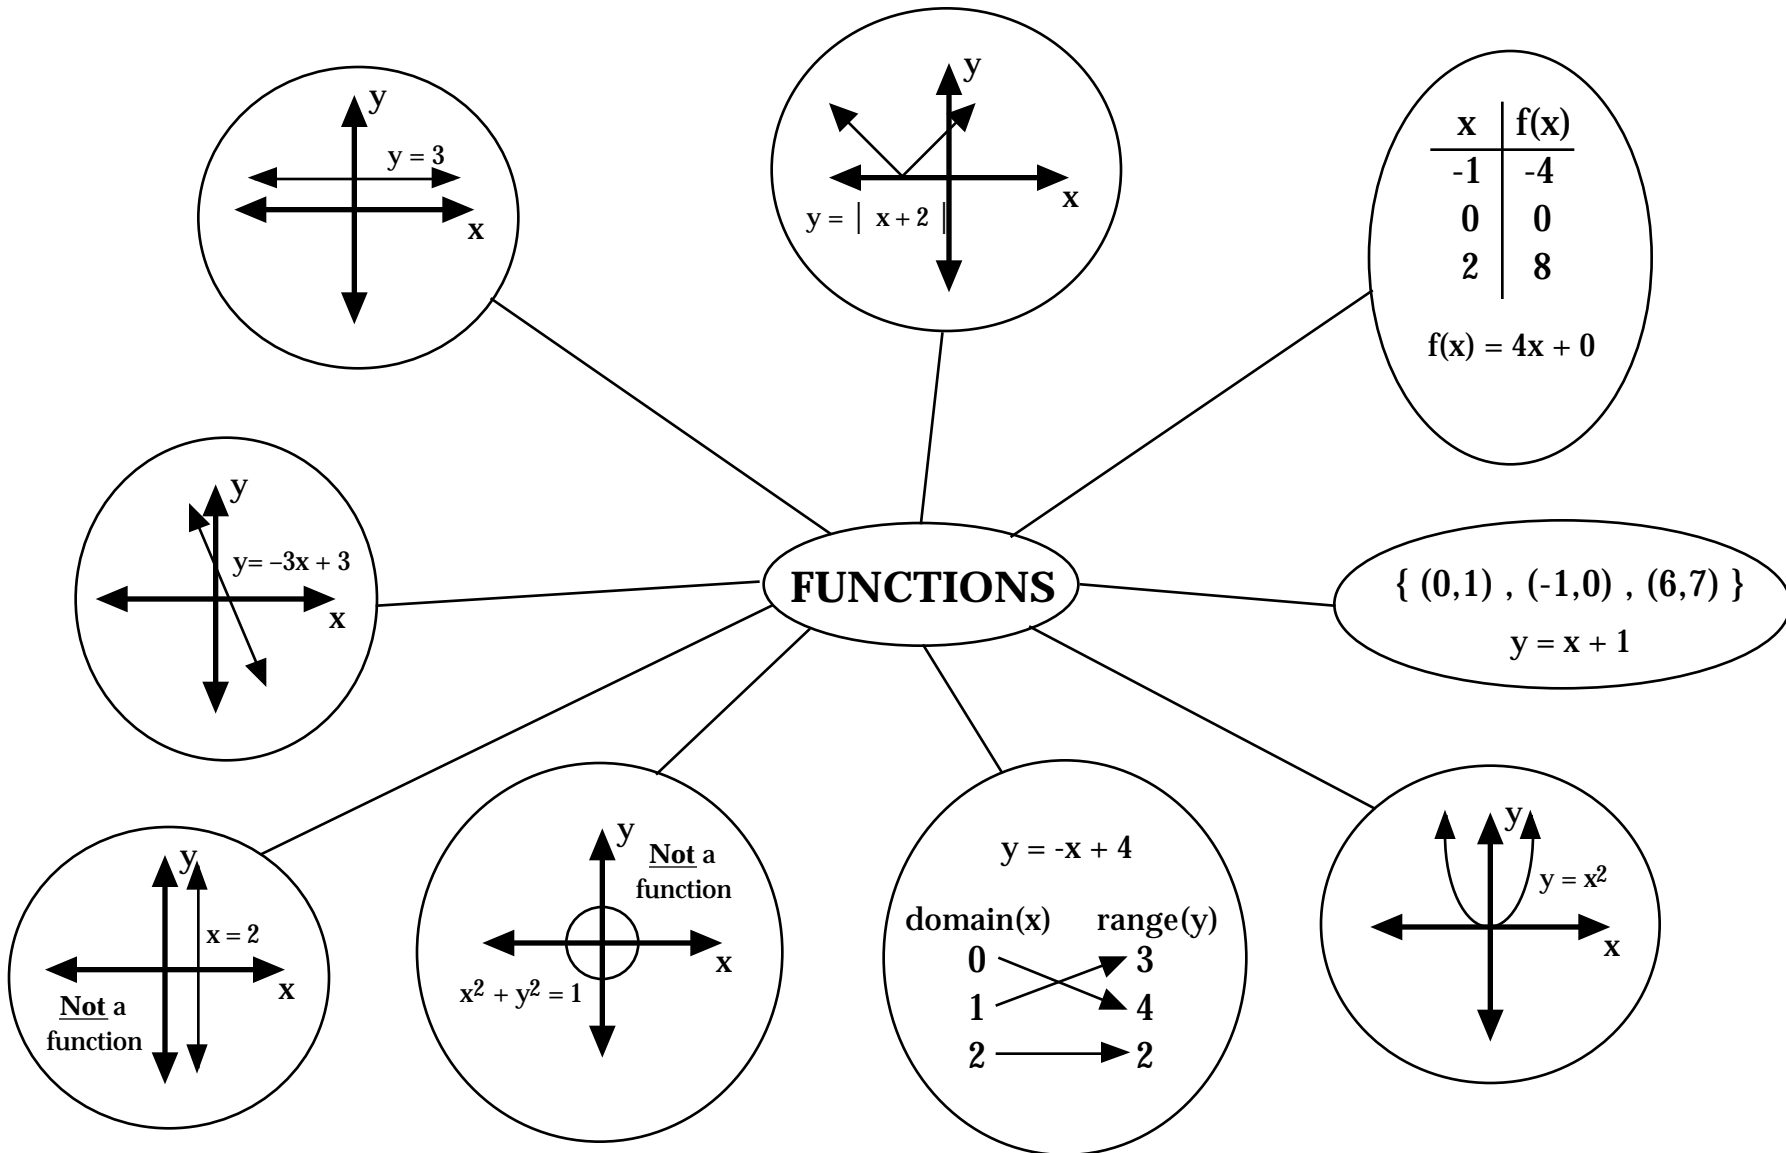 y
y = 3
x
y
x
y = | x + 2 |
x f(x)
-1 -4
0 0
2 8
f(x) = 4x + 0
y
y= –3x + 3
x
FUNCTIONS
{ (0,1) , (-1,0) , (6,7) }
y = x + 1
y
x = 2
x
Not a
function
y
Not a
function
x
x² + y² = 1
y = -x + 4
domain(x) range(y)
0 3
1 4
2 2
y
y = x²
x